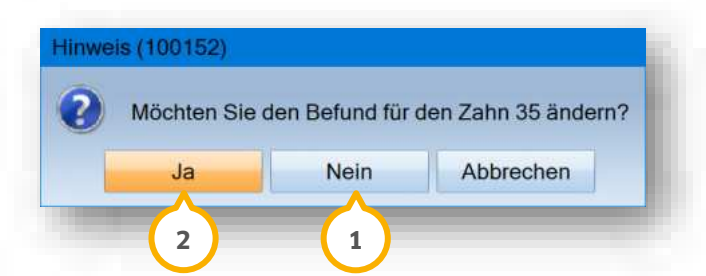 Hinweis (100152)
Möchten Sie den Befund für den Zahn 35 ändern?
Ja Nein Abbrechen
2 1